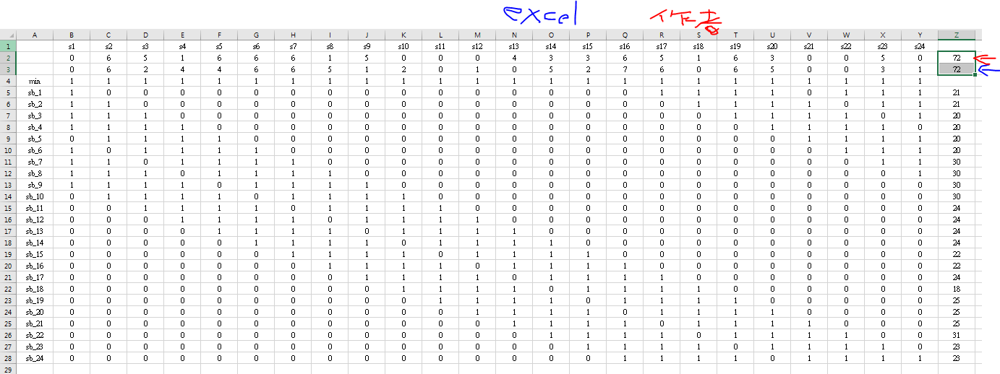 excel 作者
A B C D E F G H I J K L M N O P Q R S T U V W X Y Z
1 s1 s2 s3 s4 s5 s6 s7 s8 s9 s10 s11 s12 s13 s14 s15 s16 s17 s18 s19 s20 s21 s22 s23 s24
2 0 6 5 1 6 6 6 1 5 0 0 0 4 3 3 6 5 1 6 3 0 0 5 0 72
3 0 6 2 4 4 6 6 5 1 2 0 1 0 5 2 7 6 0 6 5 0 0 3 1 72
4 min 1 1 1 1 1 1 1 1 1 1 1 1 1 1 1 1 1 1 1 1 1 1 1 1
5 sb_1 1 0 0 0 0 0 0 0 0 0 0 0 0 0 0 0 1 1 1 1 0 1 1 1 21
6 sb_2 1 1 0 0 0 0 0 0 0 0 0 0 0 0 0 0 0 1 1 1 1 0 1 1 21
7 sb_3 1 1 1 0 0 0 0 0 0 0 0 0 0 0 0 0 0 0 1 1 1 1 0 1 20
8 sb_4 1 1 1 1 0 0 0 0 0 0 0 0 0 0 0 0 0 0 0 1 1 1 1 0 20
9 sb_5 0 1 1 1 1 0 0 0 0 0 0 0 0 0 0 0 0 0 0 0 1 1 1 1 20
10 sb_6 1 0 1 1 1 1 0 0 0 0 0 0 0 0 0 0 0 0 0 0 0 1 1 1 20
11 sb_7 1 1 0 1 1 1 1 0 0 0 0 0 0 0 0 0 0 0 0 0 0 0 1 1 30
12 sb_8 1 1 1 0 1 1 1 1 0 0 0 0 0 0 0 0 0 0 0 0 0 0 0 1 30
13 sb_9 1 1 1 1 0 1 1 1 1 0 0 0 0 0 0 0 0 0 0 0 0 0 0 0 30
14 sb_10 0 1 1 1 1 0 1 1 1 1 0 0 0 0 0 0 0 0 0 0 0 0 0 0 30
15 sb_11 0 0 1 1 1 1 0 1 1 1 1 0 0 0 0 0 0 0 0 0 0 0 0 0 24
16 sb_12 0 0 0 1 1 1 1 0 1 1 1 1 0 0 0 0 0 0 0 0 0 0 0 0 24
17 sb_13 0 0 0 0 1 1 1 1 0 1 1 1 1 0 0 0 0 0 0 0 0 0 0 0 24
18 sb_14 0 0 0 0 0 1 1 1 1 0 1 1 1 1 0 0 0 0 0 0 0 0 0 0 24
19 sb_15 0 0 0 0 0 0 1 1 1 1 0 1 1 1 1 0 0 0 0 0 0 0 0 0 22
20 sb_16 0 0 0 0 0 0 0 1 1 1 1 0 1 1 1 1 0 0 0 0 0 0 0 0 22
21 sb_17 0 0 0 0 0 0 0 0 1 1 1 1 0 1 1 1 1 0 0 0 0 0 0 0 24
22 sb_18 0 0 0 0 0 0 0 0 0 1 1 1 1 0 1 1 1 1 0 0 0 0 0 0 18
23 sb_19 0 0 0 0 0 0 0 0 0 0 1 1 1 1 0 1 1 1 1 0 0 0 0 0 25
24 sb_20 0 0 0 0 0 0 0 0 0 0 0 1 1 1 1 0 1 1 1 1 0 0 0 0 25
25 sb_21 0 0 0 0 0 0 0 0 0 0 0 0 1 1 1 1 0 1 1 1 1 0 0 0 25
26 sb_22 0 0 0 0 0 0 0 0 0 0 0 0 0 1 1 1 1 0 1 1 1 1 0 0 31
27 sb_23 0 0 0 0 0 0 0 0 0 0 0 0 0 0 1 1 1 1 0 1 1 1 1 0 23
28 sb_24 0 0 0 0 0 0 0 0 0 0 0 0 0 0 0 1 1 1 1 0 1 1 1 1 23
29